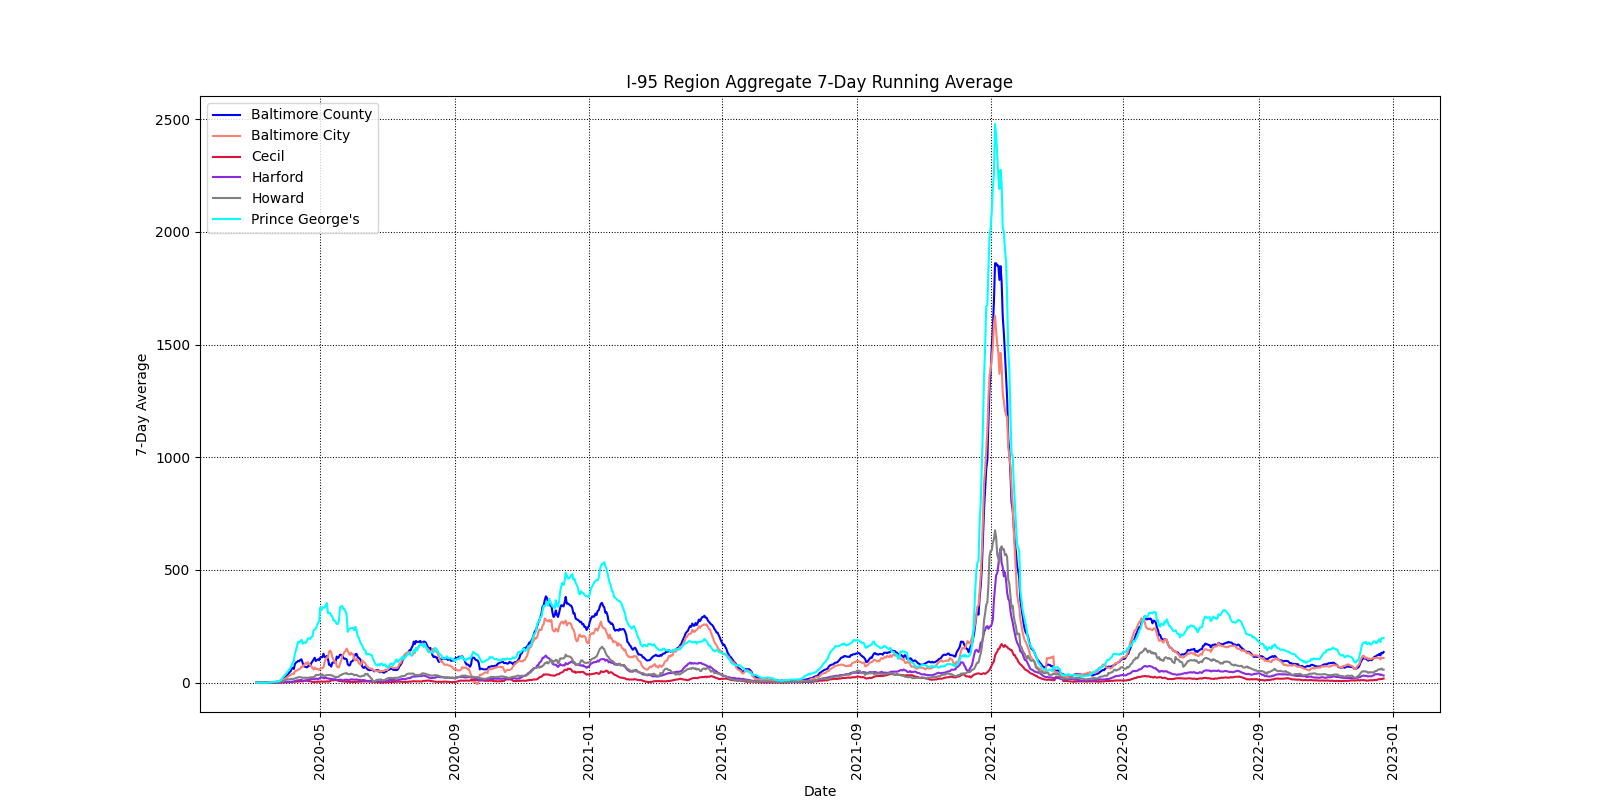 I-95 Region Aggregate 7-Day Running Average
Baltimore County
Baltimore City
Cecil
Harford
Howard
Prince George's
2500
2000
1500
1000
500
0
7-Day Average
2020-05
2020-09
2021-01
2021-05
2021-09
2022-01
2022-05
2022-09
2023-01
Date